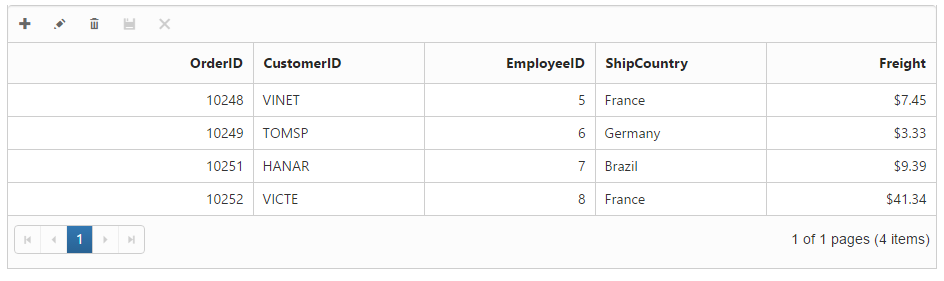 OrderID CustomerID EmployeeID ShipCountry Freight
10248 VINET 5 France $7.45
10249 TOMSP 6 Germany $3.33
10251 HANAR 7 Brazil $9.39
10252 VICTE 8 France $41.34
1 1 of 1 pages (4 items)